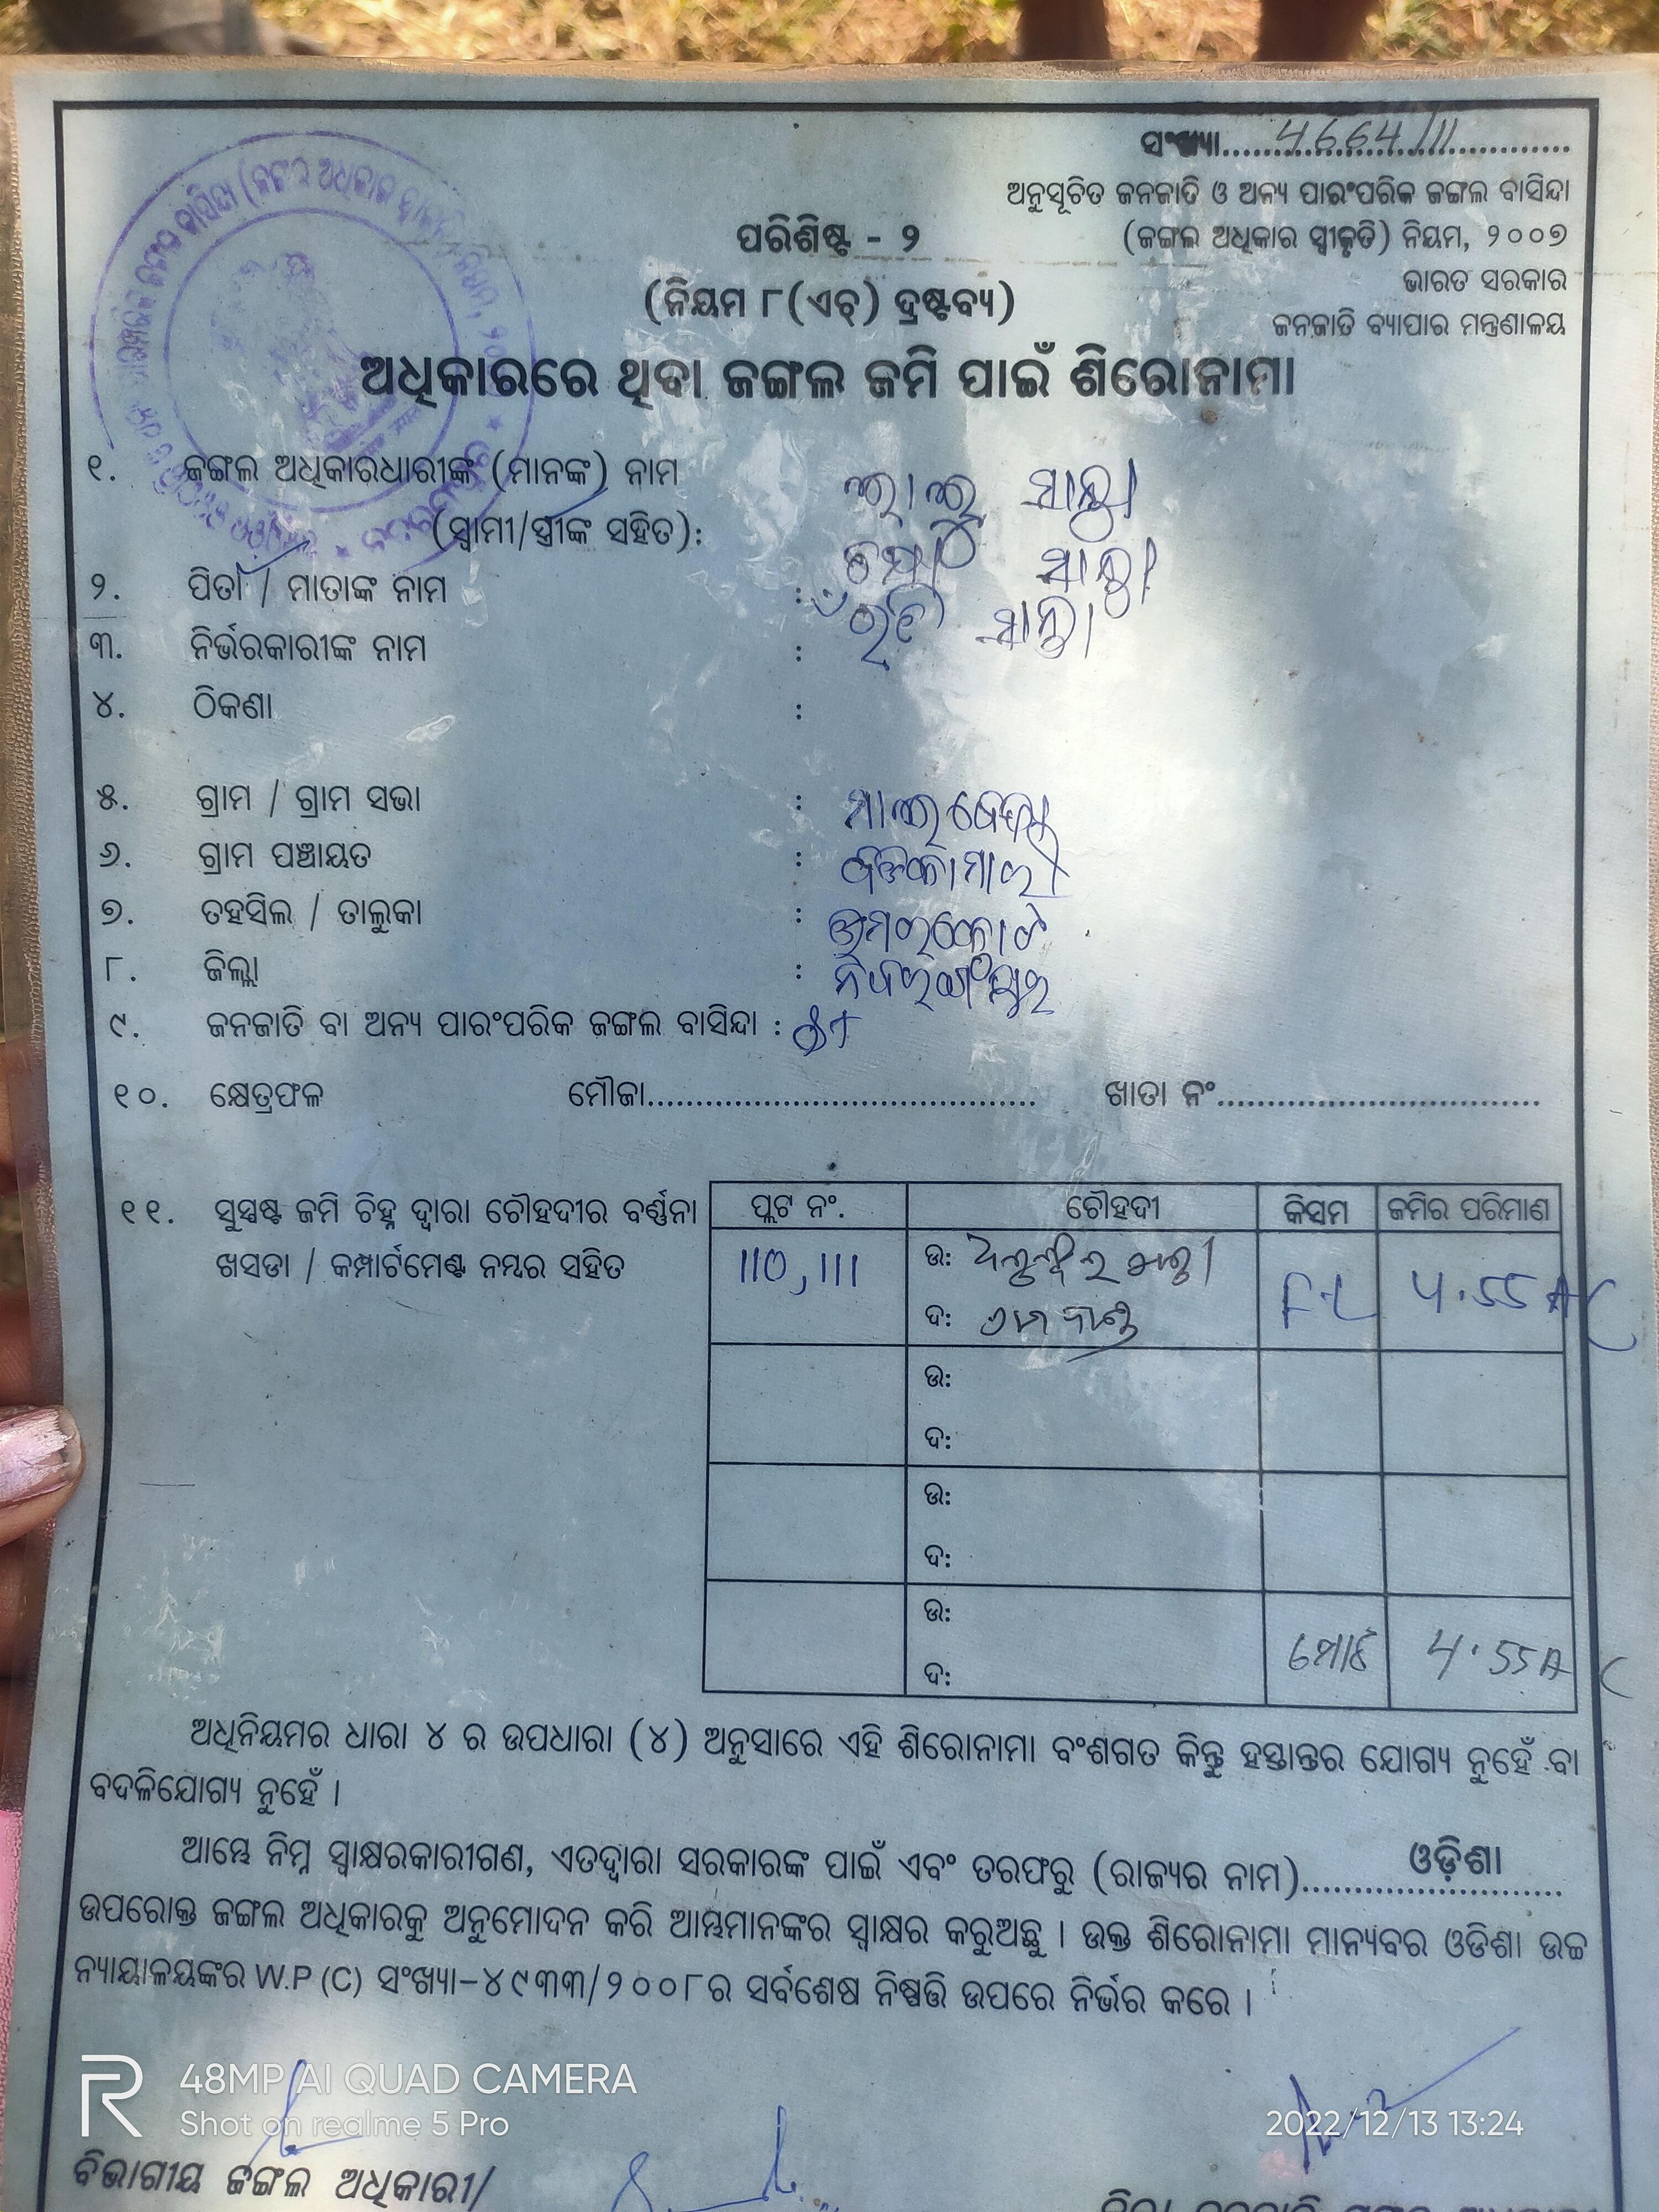 ସଂଖ୍ୟା.......4664/11.......
ଅନୁସୂଚିତ ଜନଜାତି ଓ ଅନ୍ୟ ପାରଂପରିକ ଜଙ୍ଗଲ ବାସିନ୍ଦା
(ଜଙ୍ଗଲ ଅଧିକାର ସ୍ୱୀକୃତି) ନିୟମ, ୨୦୦୭
ଭାରତ ସରକାର
ଜନଜାତି ବ୍ୟାପାର ମନ୍ତ୍ରଣାଳୟ
ପରିଶିଷ୍ଟ - ୨
(ନିୟମ ୮(ଏଚ୍) ଦ୍ରଷ୍ଟବ୍ୟ)
ଅଧିକାରରେ ଥିବା ଜଙ୍ଗଲ ଜମି ପାଇଁ ଶିରୋନାମା
୧. ଜଙ୍ଗଲ ଅଧିକାରଧାରୀଙ୍କ (ମାନଙ୍କ) ନାମ
(ସ୍ୱାମୀ/ସ୍ତ୍ରୀଙ୍କ ସହିତ):
୨. ପିତା / ମାତାଙ୍କ ନାମ :
୩. ନିର୍ଭରକାରୀଙ୍କ ନାମ :
୪. ଠିକଣା :
୫. ଗ୍ରାମ / ଗ୍ରାମ ସଭା :
୬. ଗ୍ରାମ ପଞ୍ଚାୟତ :
୭. ତହସିଲ / ତାଲୁକା : ଉମରକୋଟ
୮. ଜିଲ୍ଲା : ନବରଂଗପୁର
୯. ଜନଜାତି ବା ଅନ୍ୟ ପାରଂପରିକ ଜଙ୍ଗଲ ବାସିନ୍ଦା : ST
୧୦. କ୍ଷେତ୍ରଫଳ ମୌଜା....................................... ଖାତା ନଂ................................
୧୧. ସୁସ୍ପଷ୍ଟ ଜମି ଚିହ୍ନ ଦ୍ୱାରା ଚୌହଦୀର ବର୍ଣ୍ଣନା
ଖସଡା / କମ୍ପାର୍ଟମେଣ୍ଟ ନମ୍ବର ସହିତ
ପ୍ଲଟ ନଂ. ଚୌହଦୀ କିସମ ଜମିର ପରିମାଣ
110, 111 ଉ: F.L 4.55 AC
ଦ:
ଉ:
ଦ:
ଉ:
ଦ:
ଉ:
ଦ: ମୋଟ 4.55 AC
ଅଧିନିୟମର ଧାରା ୪ ର ଉପଧାରା (୪) ଅନୁସାରେ ଏହି ଶିରୋନାମା ବଂଶଗତ କିନ୍ତୁ ହସ୍ତାନ୍ତର ଯୋଗ୍ୟ ନୁହେଁ ବା
ବଦଳିଯୋଗ୍ୟ ନୁହେଁ ।
ଆମ୍ଭେ ନିମ୍ନ ସ୍ୱାକ୍ଷରକାରୀଗଣ, ଏତଦ୍ୱାରା ସରକାରଙ୍କ ପାଇଁ ଏବଂ ତରଫରୁ (ରାଜ୍ୟର ନାମ)..........ଓଡ଼ିଶା..........
ଉପରୋକ୍ତ ଜଙ୍ଗଲ ଅଧିକାରକୁ ଅନୁମୋଦନ କରି ଆମ୍ଭମାନଙ୍କର ସ୍ୱାକ୍ଷର କରୁଅଛୁ । ଉକ୍ତ ଶିରୋନାମା ମାନ୍ୟବର ଓଡିଶା ଉଚ୍ଚ
ନ୍ୟାୟାଳୟଙ୍କର W.P (C) ସଂଖ୍ୟା-୪୯୩୩/୨୦୦୮ର ସର୍ବଶେଷ ନିଷ୍ପତ୍ତି ଉପରେ ନିର୍ଭର କରେ ।
48MP AI QUAD CAMERA
Shot on realme 5 Pro
2022/12/13 13:24
ବିଭାଗୀୟ ଜଙ୍ଗଲ ଅଧିକାରୀ/